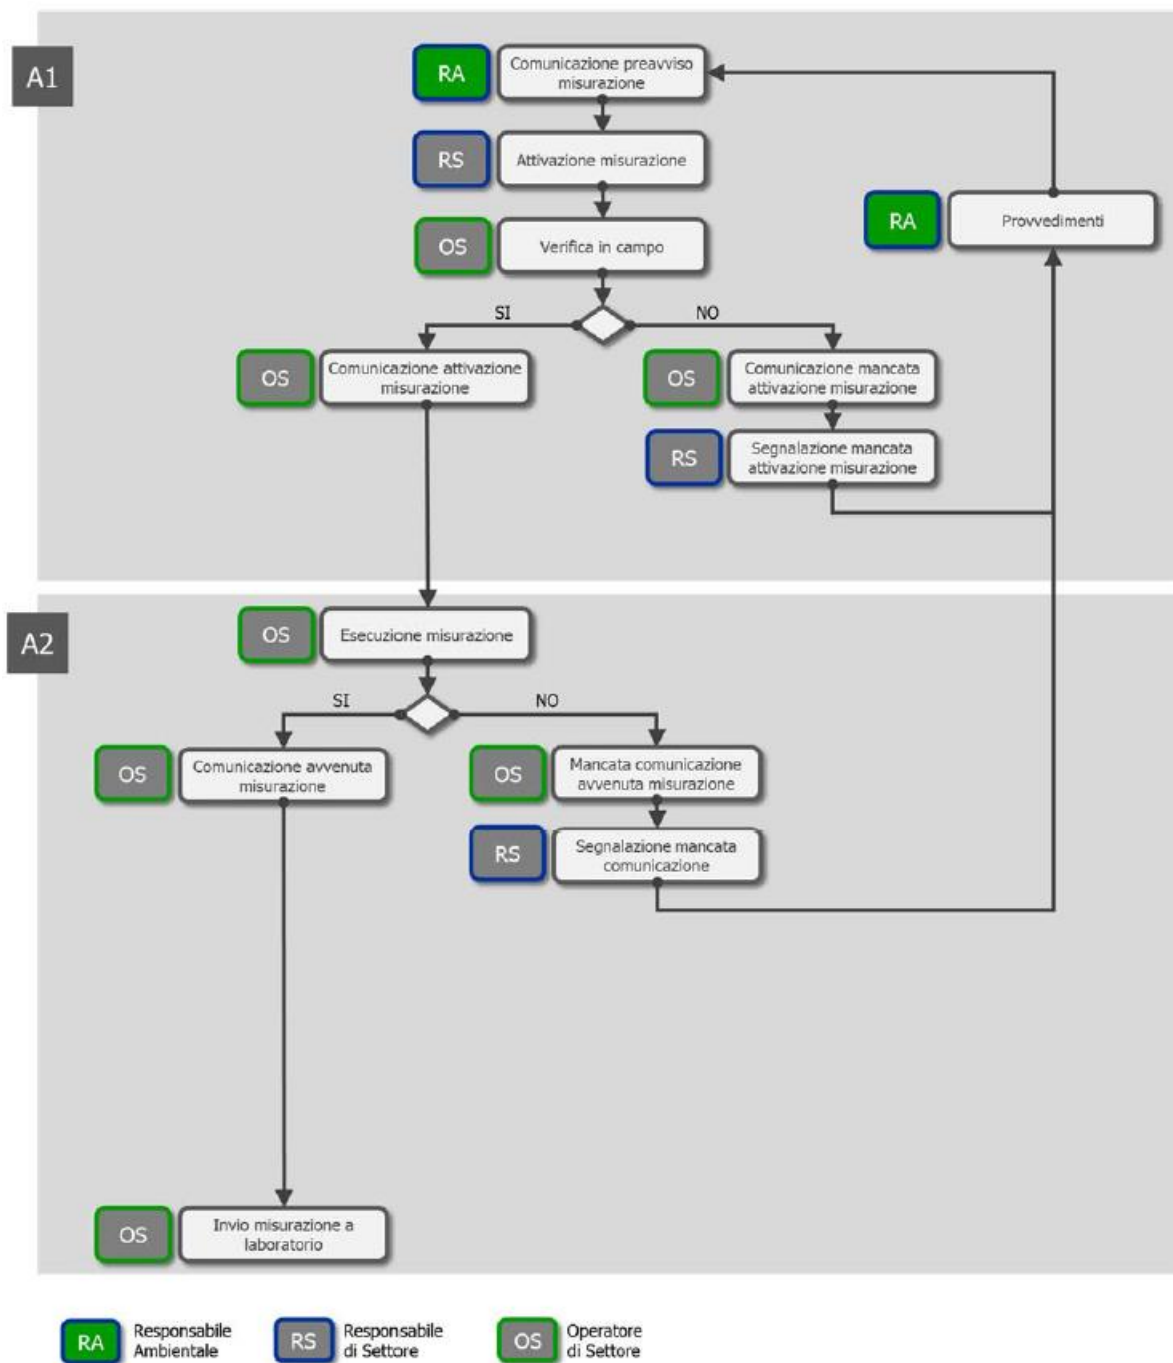 A1
RA
Comunicazione preavviso
misurazione
RS
Attivazione misurazione
RA
Provvedimenti
OS
Verifica in campo
SI
NO
OS
Comunicazione attivazione
misurazione
OS
Comunicazione mancata
attivazione misurazione
RS
Segnalazione mancata
attivazione misurazione
A2
OS
Esecuzione misurazione
SI
NO
OS
Comunicazione avvenuta
misurazione
OS
Mancata comunicazione
avvenuta misurazione
RS
Segnalazione mancata
comunicazione
OS
Invio misurazione a
laboratorio
RA
Responsabile
Ambientale
RS
Responsabile
di Settore
OS
Operatore
di Settore